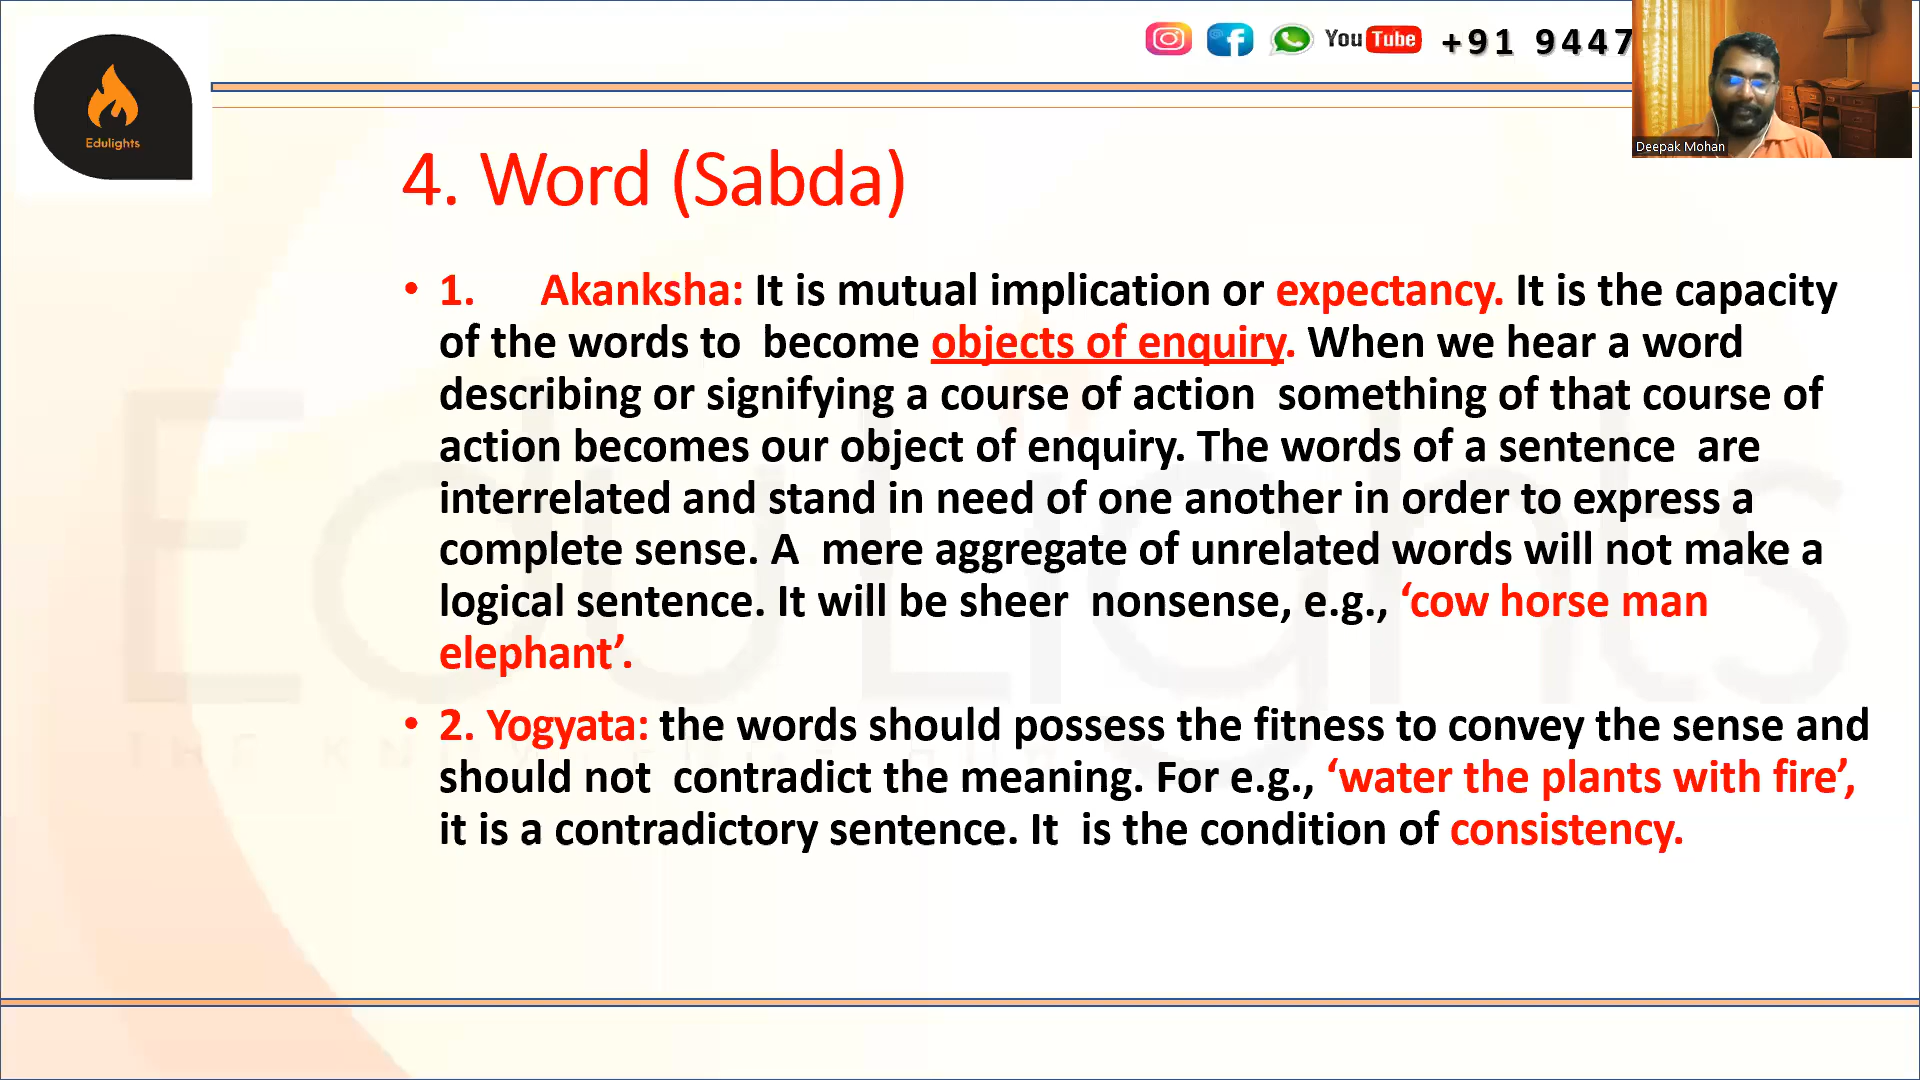 Edulights
You Tube +91 9447
Deepak Mohan
4. Word (Sabda)
• 1. Akanksha: It is mutual implication or expectancy. It is the capacity
of the words to become objects of enquiry. When we hear a word
describing or signifying a course of action something of that course of
action becomes our object of enquiry. The words of a sentence are
interrelated and stand in need of one another in order to express a
complete sense. A mere aggregate of unrelated words will not make a
logical sentence. It will be sheer nonsense, e.g., ‘cow horse man
elephant’.
• 2. Yogyata: the words should possess the fitness to convey the sense and
should not contradict the meaning. For e.g., ‘water the plants with fire’,
it is a contradictory sentence. It is the condition of consistency.
EduLights